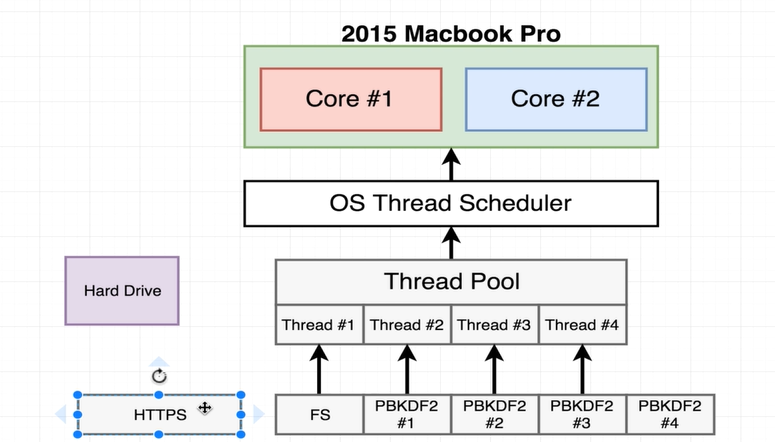 2015 Macbook Pro
Core #1
Core #2
OS Thread Scheduler
Hard Drive
Thread Pool
Thread #1
Thread #2
Thread #3
Thread #4
HTTPS
FS
PBKDF2
#1
PBKDF2
#2
PBKDF2
#3
PBKDF2
#4